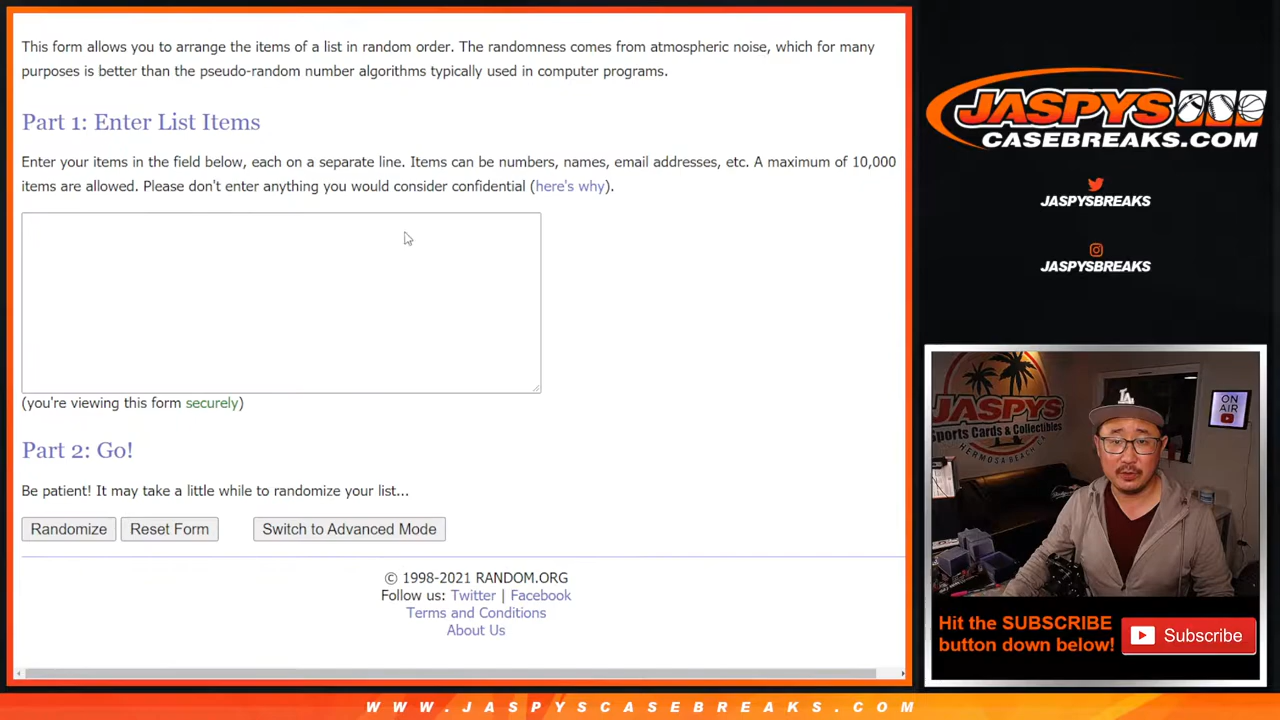 This form allows you to arrange the items of a list in random order. The randomness comes from atmospheric noise, which for many
purposes is better than the pseudo-random number algorithms typically used in computer programs.
Part 1: Enter List Items
Enter your items in the field below, each on a separate line. Items can be numbers, names, email addresses, etc. A maximum of 10,000
items are allowed. Please don't enter anything you would consider confidential (here's why).
(you're viewing this form securely)
Part 2: Go!
Be patient! It may take a little while to randomize your list...
Randomize Reset Form Switch to Advanced Mode
© 1998-2021 RANDOM.ORG
Follow us: Twitter | Facebook
Terms and Conditions
About Us
JASPYS
CASEBREAKS.COM
JASPYSBREAKS
JASPYSBREAKS
JASPYS
Sports Cards & Collectibles
HERMOSA BEACH, CA
ON
AIR
LA
Hit the SUBSCRIBE
button down below!
Subscribe
WWW.JASPYSCASEBREAKS.COM